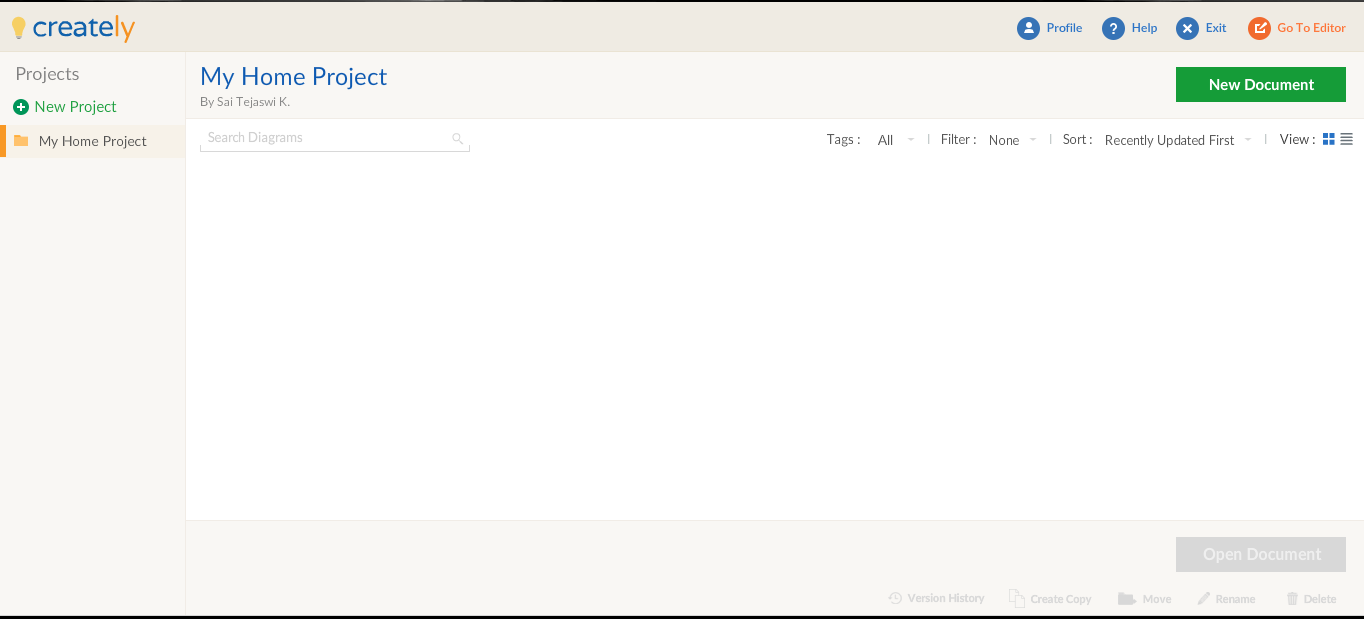 creately
Profile
Help
Exit
Go To Editor
Projects
New Project
My Home Project
My Home Project
By Sai Tejaswi K.
New Document
Search Diagrams
Tags : All | Filter : None | Sort : Recently Updated First | View :
Open Document
Version History
Create Copy
Move
Rename
Delete